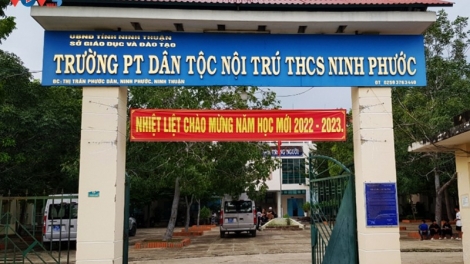 UBND TỈNH NINH THUẬN
SỞ GIÁO DỤC VÀ ĐÀO TẠO
TRƯỜNG PT DÂN TỘC NỘI TRÚ THCS NINH PHƯỚC
ĐC: THỊ TRẤN PHƯỚC DÂN, NINH PHƯỚC, NINH THUẬN
NHIỆT LIỆT CHÀO MỪNG NĂM HỌC MỚI 2022 - 2023.